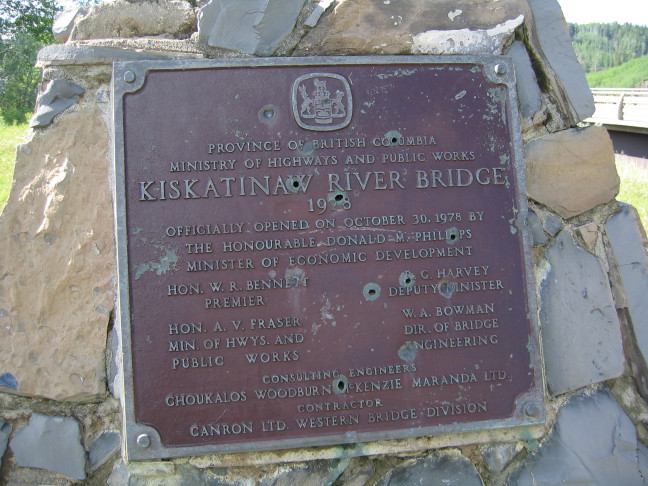 PROVINCE OF BRITISH COLUMBIA
MINISTRY OF HIGHWAYS AND PUBLIC WORKS
KISKATINAW RIVER BRIDGE
1978
OFFICIALLY OPENED ON OCTOBER 30, 1978 BY
THE HONOURABLE DONALD M. PHILLIPS
MINISTER OF ECONOMIC DEVELOPMENT
HON. W. R. BENNETT
PREMIER
G. HARVEY
DEPUTY MINISTER
HON. A. V. FRASER
MIN. OF HWYS. AND
PUBLIC WORKS
W. A. BOWMAN
DIR. OF BRIDGE
ENGINEERING
CONSULTING ENGINEERS
CHOUKALOS WOODBURN MCKENZIE MARANDA LTD.
CONTRACTOR
CANRON LTD. WESTERN BRIDGE DIVISION